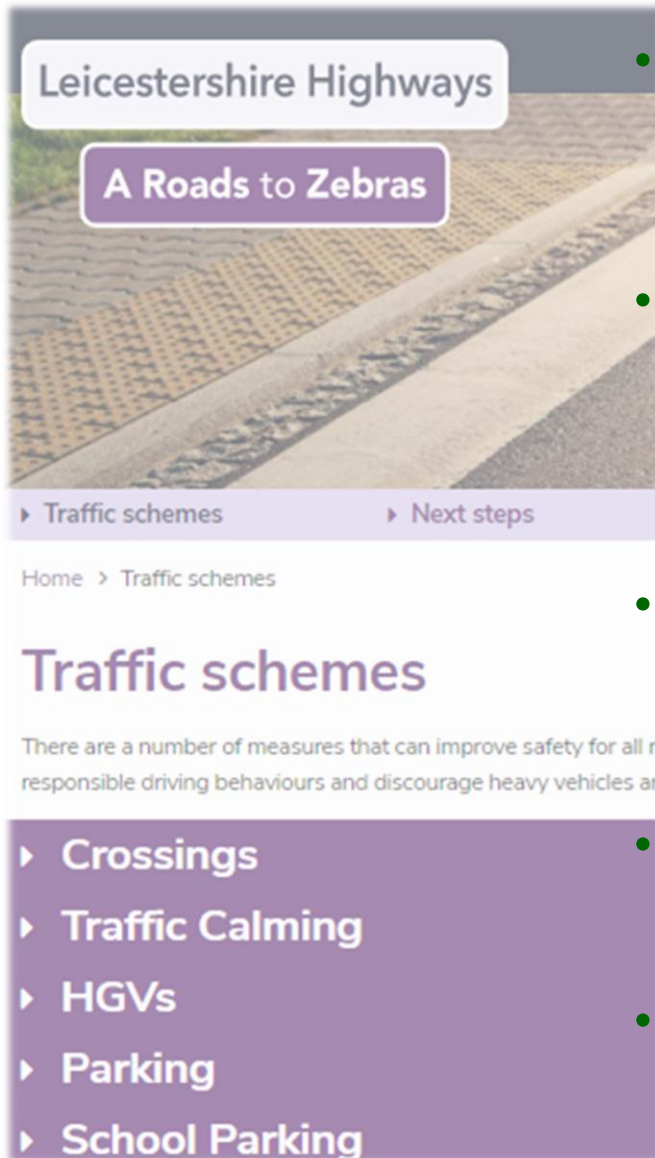 Leicestershire Highways
A Roads to Zebras
Traffic schemes
Next steps
Home > Traffic schemes
Traffic schemes
There are a number of measures that can improve safety for all
responsible driving behaviours and discourage heavy vehicles
Crossings
Traffic Calming
HGVs
Parking
School Parking